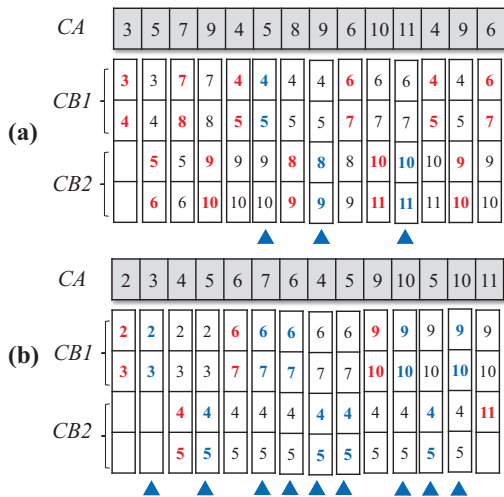 CA 3 5 7 9 4 5 8 9 6 10 11 4 9 6
(a)
CB1 3 3 7 7 4 4 4 4 6 6 6 4 4 6
4 4 8 8 5 5 5 5 7 7 7 5 5 7
CB2 5 5 9 9 9 8 8 8 10 10 10 9 9
6 6 10 10 10 9 9 9 11 11 11 10 10
CA 2 3 4 5 6 7 6 4 5 9 10 5 10 11
(b)
CB1 2 2 2 2 6 6 6 6 6 9 9 9 9 9
3 3 3 3 7 7 7 7 7 10 10 10 10 10
CB2 4 4 4 4 4 4 4 4 4 4 4 11
5 5 5 5 5 5 5 5 5 5 5